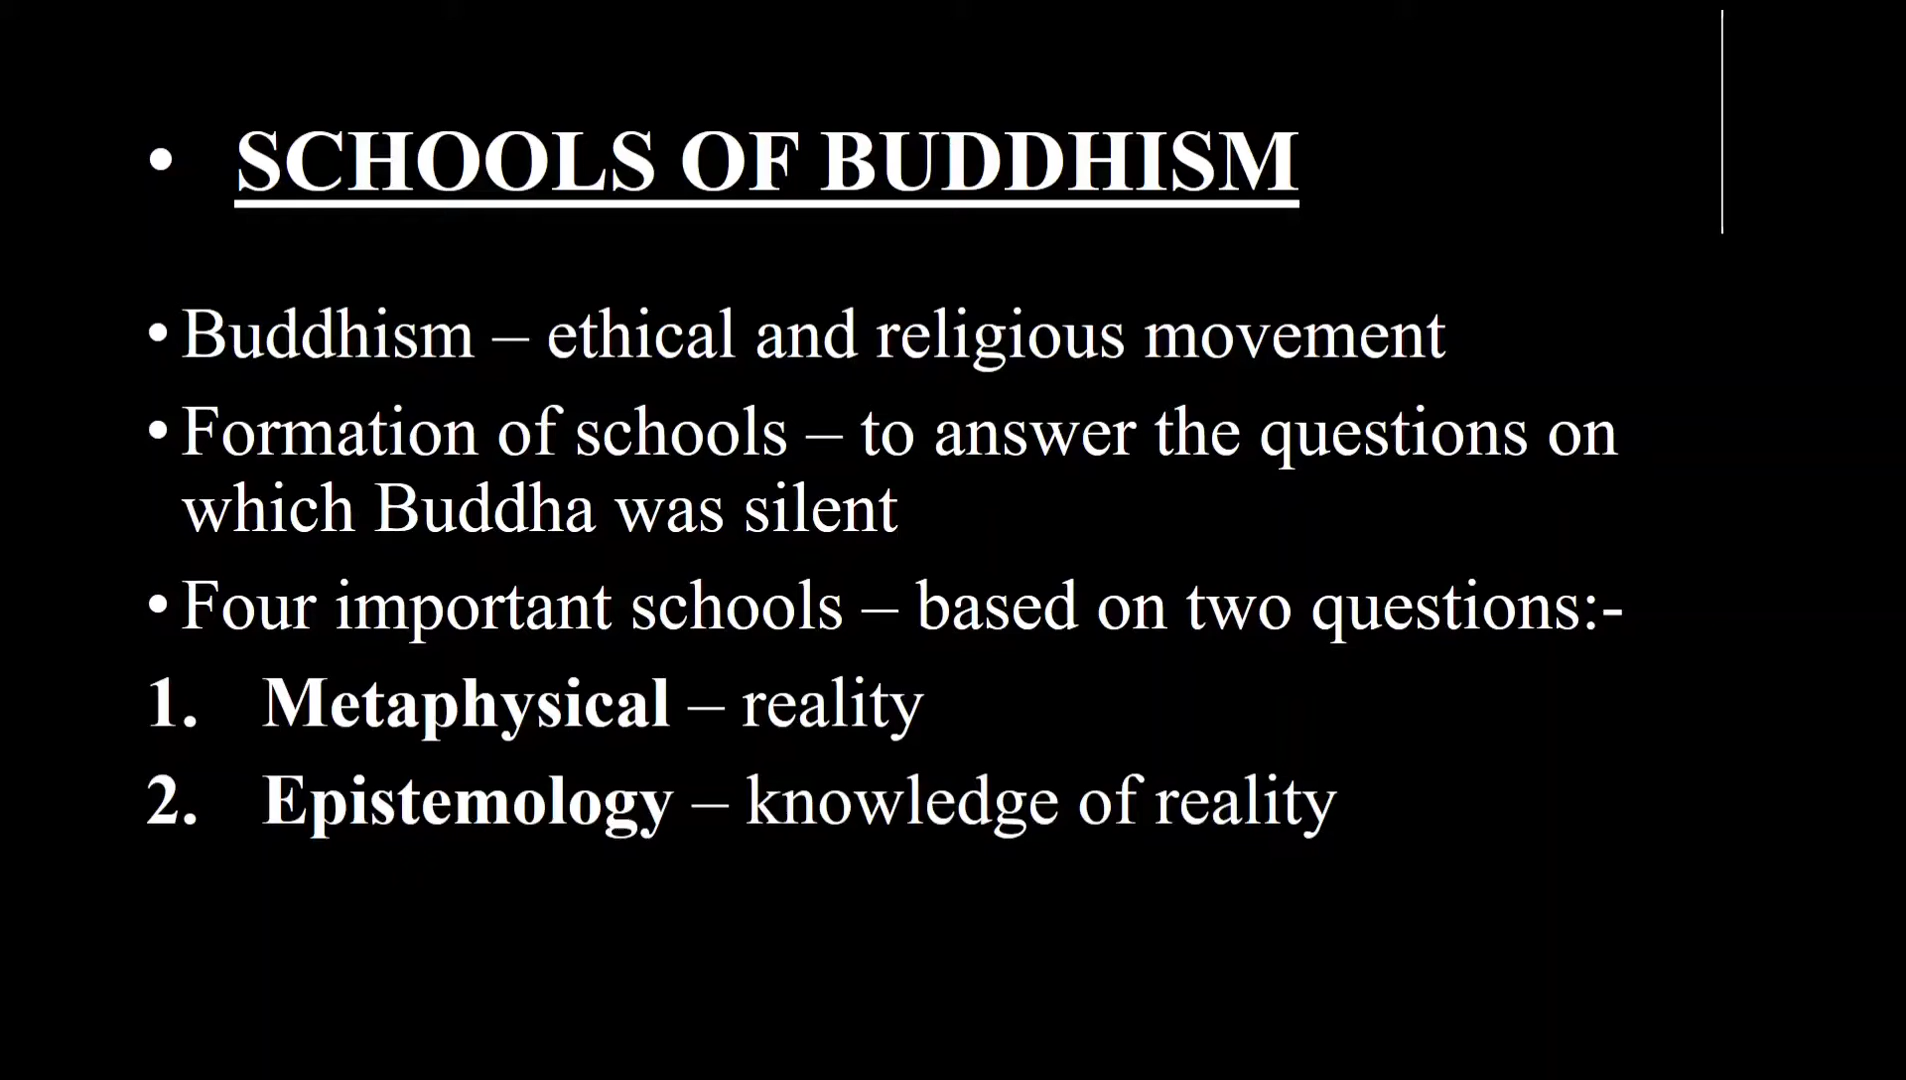 • SCHOOLS OF BUDDHISM
• Buddhism – ethical and religious movement
• Formation of schools – to answer the questions on
which Buddha was silent
• Four important schools – based on two questions:-
1. Metaphysical – reality
2. Epistemology – knowledge of reality